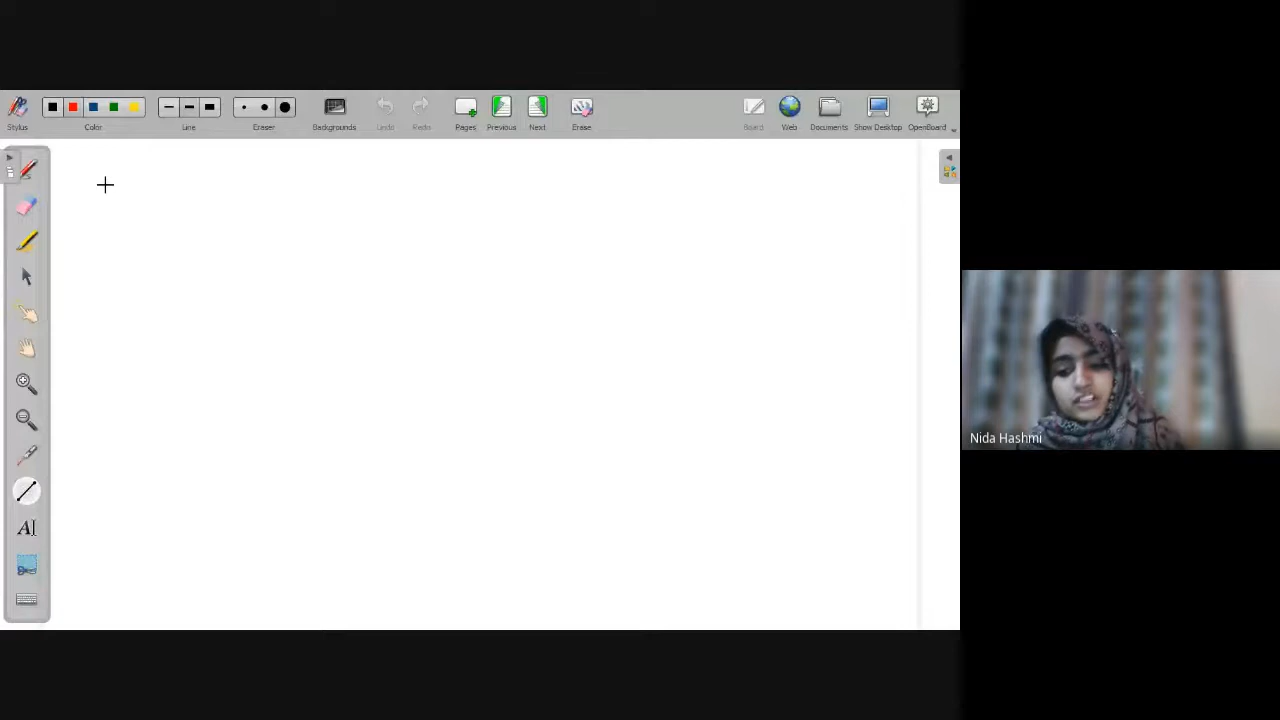 Stylus
Color
Line
Eraser
Backgrounds
Undo
Redo
Pages
Previous
Next
Erase
Board
Web
Documents
Show Desktop
OpenBoard
A
Nida Hashmi